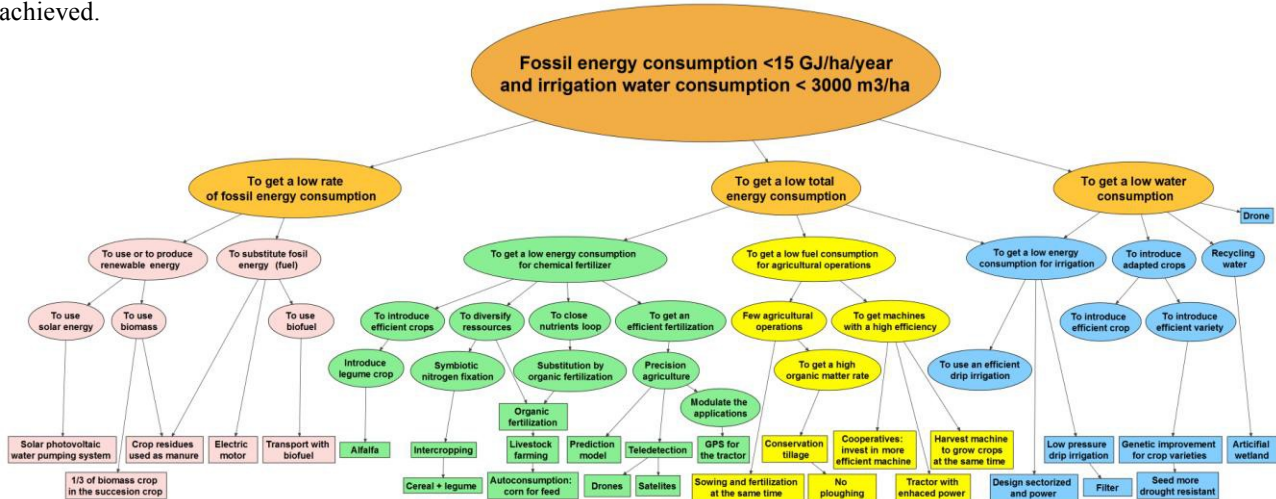 achieved.
Fossil energy consumption <15 GJ/ha/year
and irrigation water consumption < 3000 m3/ha
To get a low rate
of fossil energy consumption
To get a low total
energy consumption
To get a low water
consumption
Drone
To use or to produce
renewable energy
To substitute fosil
energy (fuel)
To get a low energy consumption
for chemical fertilizer
To get a low fuel consumption
for agricultural operations
To get a low energy
consumption for irrigation
To introduce
adapted crops
Recycling
water
To use
solar energy
To use
biomass
To use
biofuel
To introduce
efficient crops
To diversify
ressources
To close
nutrients loop
To get an
efficient fertilization
Few agricultural
operations
To get machines
with a high efficiency
To introduce
efficient crop
To introduce
efficient variety
Introduce
legume crop
Symbiotic
nitrogen fixation
Substitution by
organic fertilization
Precision
agriculture
To get a high
organic matter rate
To use an efficient
drip irrigation
Modulate the
applications
Organic
fertilization
Solar photovoltaic
water pumping system
Crop residues
used as manure
Electric
motor
Transport with
biofuel
Alfalfa
Intercropping
Livestock
farming
Prediction
model
Teledetection
GPS for
the tractor
Conservation
tillage
Cooperatives:
invest in more
efficient machine
Harvest machine
to grow crops
at the same time
Low pressure
drip irrigation
Genetic improvement
for crop varieties
Articifial
wetland
1/3 of biomass crop
in the succesion crop
Cereal + legume
Autoconsumption:
corn for feed
Drones
Satelites
Sowing and fertilization
at the same time
No
ploughing
Tractor with
enhaced power
Design sectorized
and power
Filter
Seed more
drought resistant